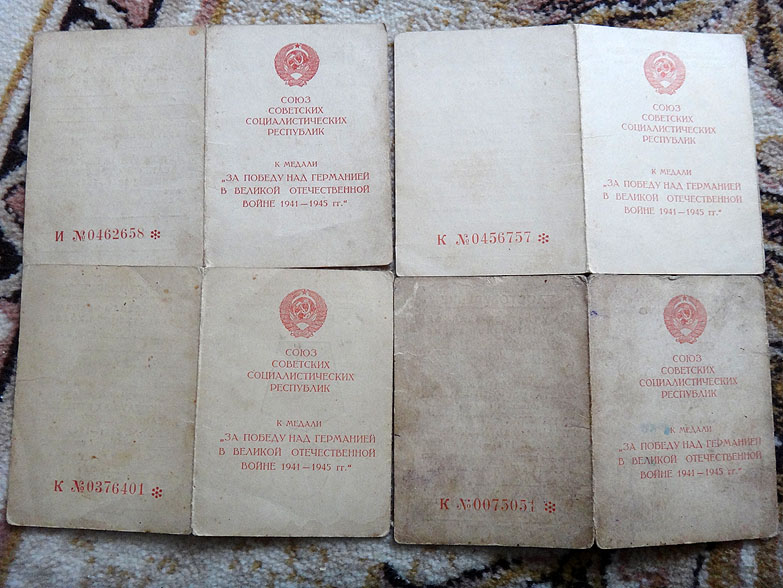 СОЮЗ
СОВЕТСКИХ
СОЦИАЛИСТИЧЕСКИХ
РЕСПУБЛИК
К МЕДАЛИ
„ЗА ПОБЕДУ НАД ГЕРМАНИЕЙ
В ВЕЛИКОЙ ОТЕЧЕСТВЕННОЙ
ВОЙНЕ 1941—1945 гг.“
И №0462658 ✻
СОЮЗ
СОВЕТСКИХ
СОЦИАЛИСТИЧЕСКИХ
РЕСПУБЛИК
К МЕДАЛИ
„ЗА ПОБЕДУ НАД ГЕРМАНИЕЙ
В ВЕЛИКОЙ ОТЕЧЕСТВЕННОЙ
ВОЙНЕ 1941—1945 гг.“
К №0456757 ✻
СОЮЗ
СОВЕТСКИХ
СОЦИАЛИСТИЧЕСКИХ
РЕСПУБЛИК
К МЕДАЛИ
„ЗА ПОБЕДУ НАД ГЕРМАНИЕЙ
В ВЕЛИКОЙ ОТЕЧЕСТВЕННОЙ
ВОЙНЕ 1941—1945 гг.“
К №0376401 ✻
СОЮЗ
СОВЕТСКИХ
СОЦИАЛИСТИЧЕСКИХ
РЕСПУБЛИК
К МЕДАЛИ
„ЗА ПОБЕДУ НАД ГЕРМАНИЕЙ
В ВЕЛИКОЙ ОТЕЧЕСТВЕННОЙ
ВОЙНЕ 1941—1945 гг.“
К